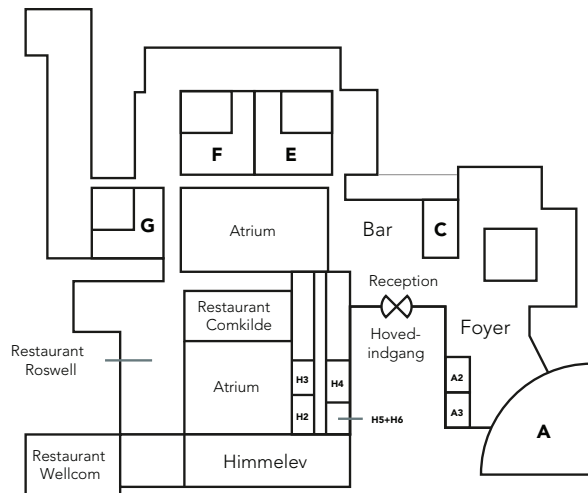 F
E
G
Atrium
Bar
C
Reception
Restaurant
Comkilde
Hoved-
indgang
Foyer
Restaurant
Roswell
Atrium
H3
H4
A2
H2
H5+H6
A3
A
Restaurant
Wellcom
Himmelev